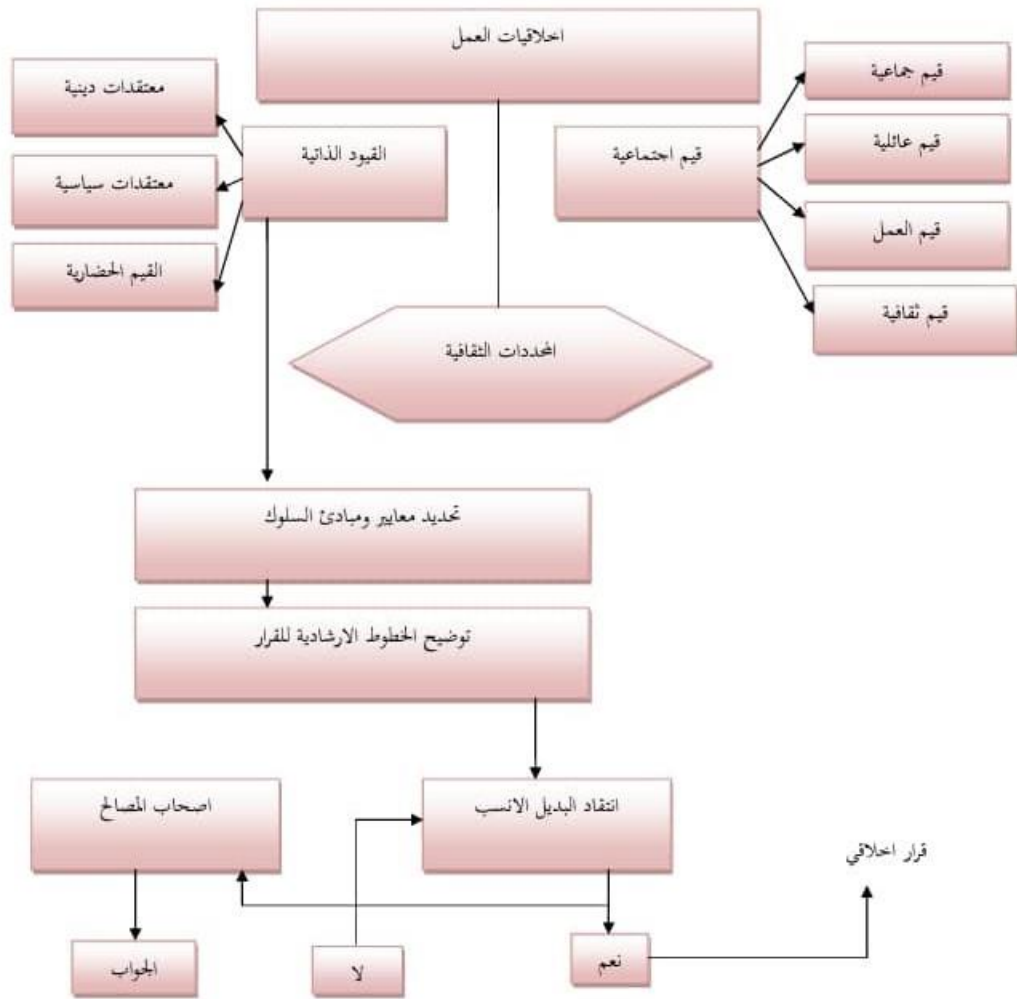 اخلاقيات العمل
قيم جماعية
معتقدات دينية
قيم عائلية
قيم اجتماعية
القيود الذاتية
معتقدات سياسية
قيم العمل
القيم الحضارية
قيم ثقافية
المحددات الثقافية
تحديد معايير ومبادئ السلوك
توضيح الخطوط الارشادية للقرار
انتقاد البديل الانسب
اصحاب المصالح
قرار اخلاقي
نعم
لا
الجواب